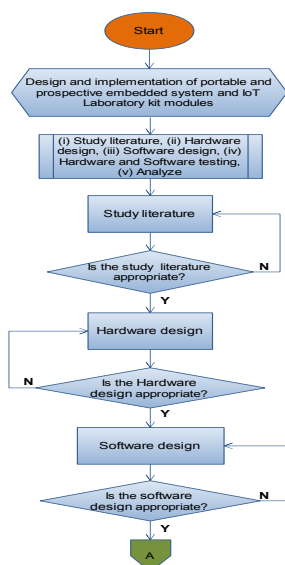 Start
Design and implementation of portable and
prospective embedded system and IoT
Laboratory kit modules
(i) Study literature, (ii) Hardware
design, (iii) Software design, (iv)
Hardware and Software testing,
(v) Analyze
Study literature
Is the study literature
appropriate?
N
Y
Hardware design
N
Is the Hardware
design appropriate?
Y
Software design
Is the software
design appropriate?
N
Y
A